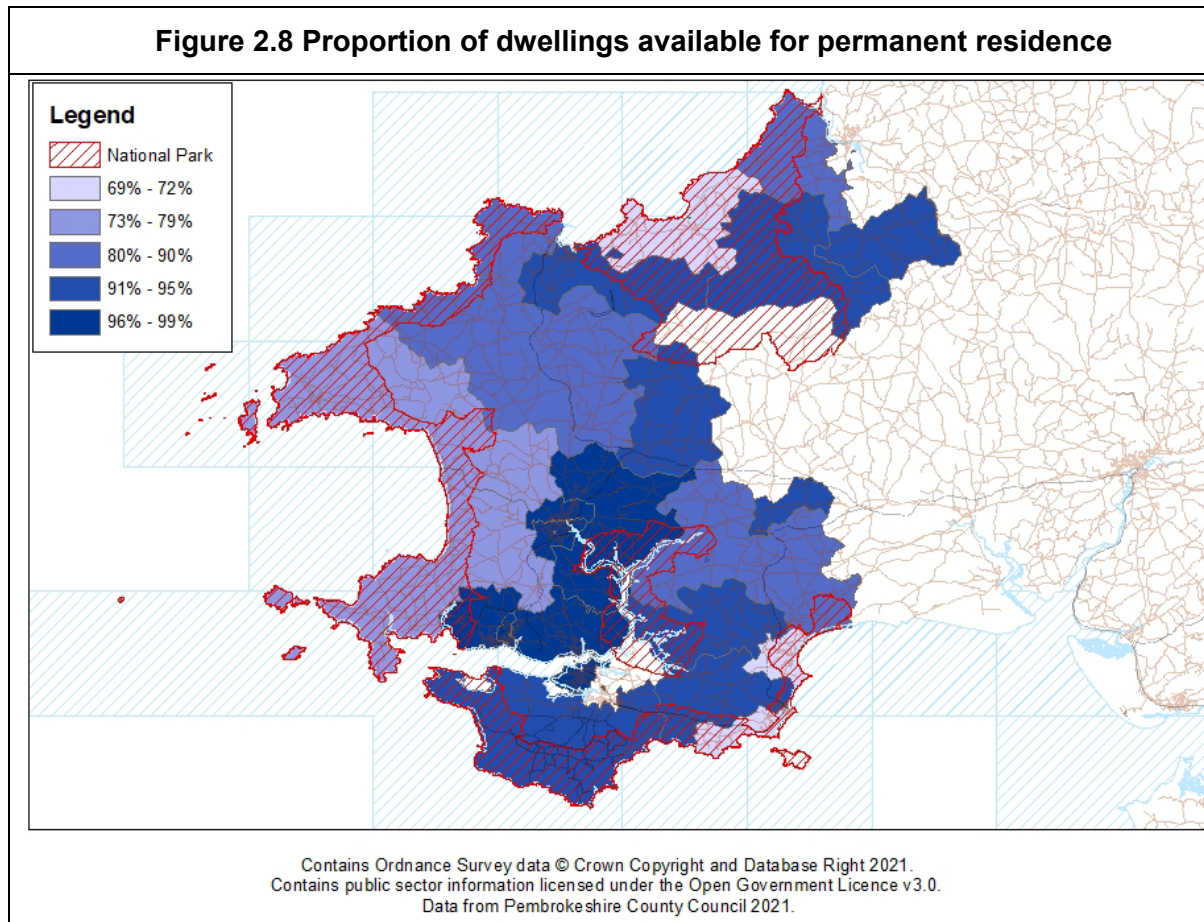 Figure 2.8 Proportion of dwellings available for permanent residence
Legend
National Park
69% - 72%
73% - 79%
80% - 90%
91% - 95%
96% - 99%
Contains Ordnance Survey data © Crown Copyright and Database Right 2021.
Contains public sector information licensed under the Open Government Licence v3.0.
Data from Pembrokeshire County Council 2021.